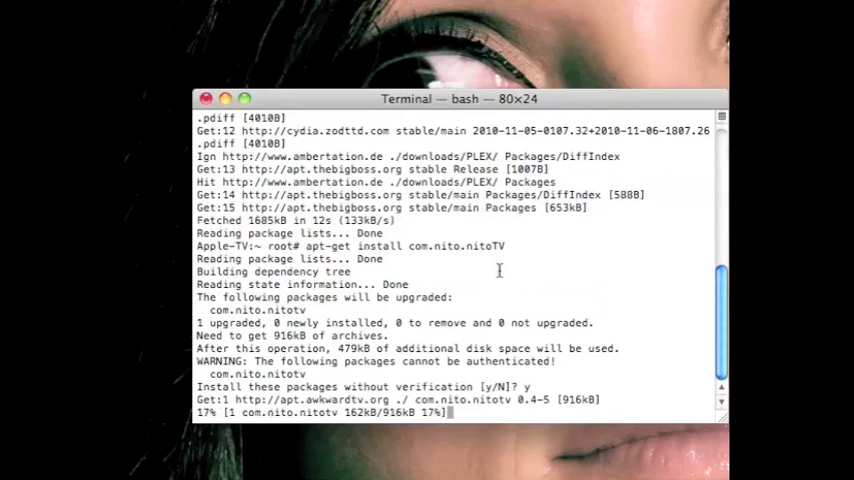 Terminal — bash — 80×24
.pdiff [4010B]
Get:12 http://cydia.zodttd.com stable/main 2010-11-05-0107.32+2010-11-06-1807.26
.pdiff [4010B]
Ign http://www.ambertation.de ./downloads/PLEX/ Packages/DiffIndex
Get:13 http://apt.thebigboss.org stable Release [1007B]
Hit http://www.ambertation.de ./downloads/PLEX/ Packages
Get:14 http://apt.thebigboss.org stable/main Packages/DiffIndex [588B]
Get:15 http://apt.thebigboss.org stable/main Packages [653kB]
Fetched 1685kB in 12s (133kB/s)
Reading package lists... Done
Apple-TV:~ root# apt-get install com.nito.nitoTV
Reading package lists... Done
Building dependency tree
Reading state information... Done
The following packages will be upgraded:
com.nito.nitotv
1 upgraded, 0 newly installed, 0 to remove and 0 not upgraded.
Need to get 916kB of archives.
After this operation, 479kB of additional disk space will be used.
WARNING: The following packages cannot be authenticated!
com.nito.nitotv
Install these packages without verification [y/N]? y
Get:1 http://apt.awkwardtv.org ./ com.nito.nitotv 0.4-5 [916kB]
17% [1 com.nito.nitotv 162kB/916kB 17%]